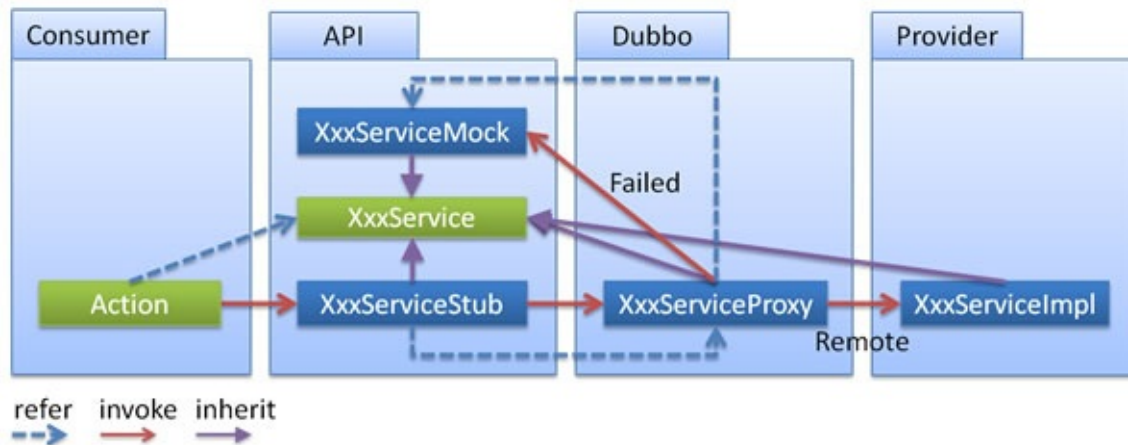 Consumer API Dubbo Provider
XxxServiceMock
Failed
XxxService
Action XxxServiceStub XxxServiceProxy XxxServiceImpl
Remote
refer invoke inherit